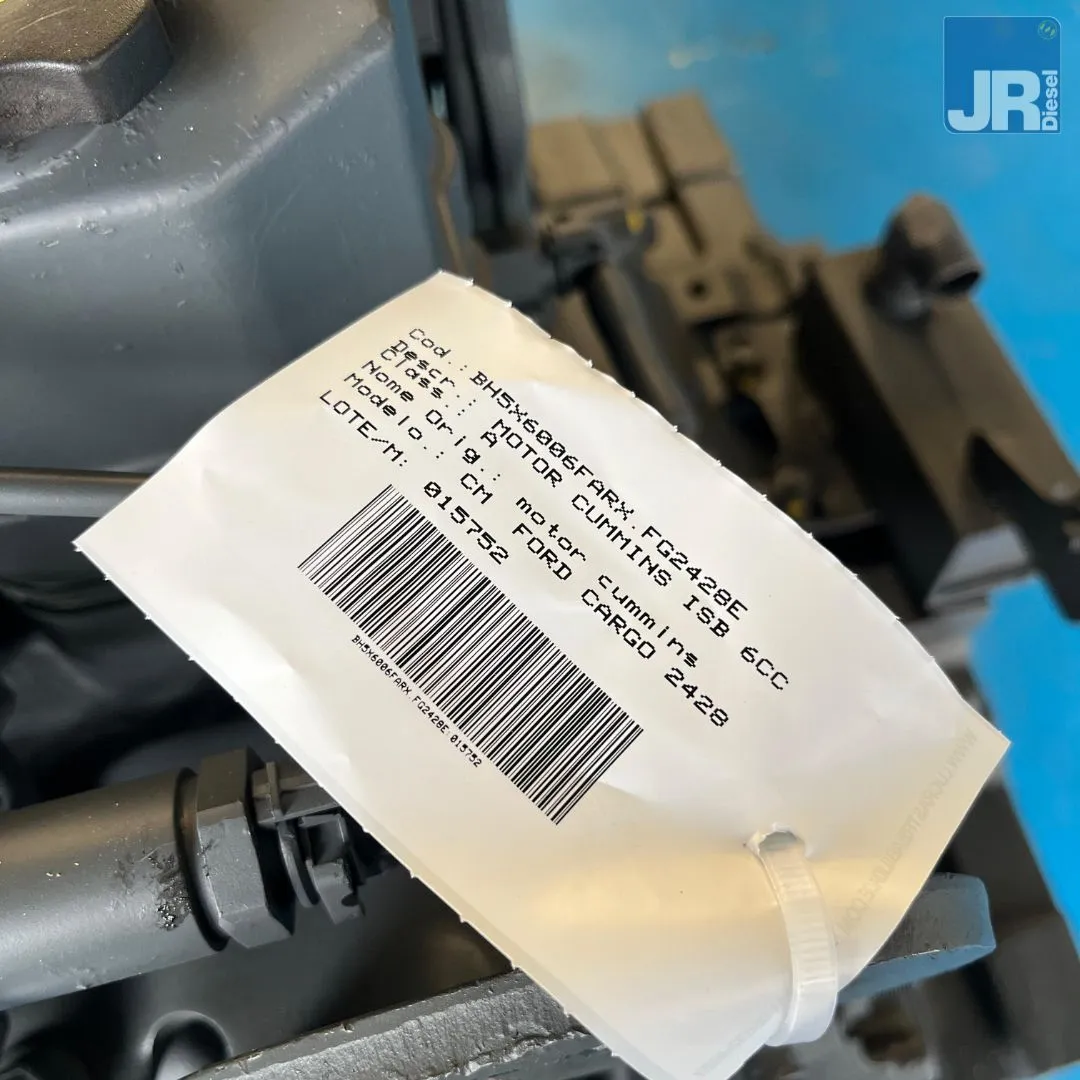 JR Diesel
Cod.: BH5X6006FARX.FG2428E
Descr.: MOTOR CUMMINS ISB 6CC
Class.: A
Nome Orig.: motor cummins
Modelo.: CM FORD CARGO 2428
LOTE/M: 015752
BH5X6006FARX.FG2428E.015752